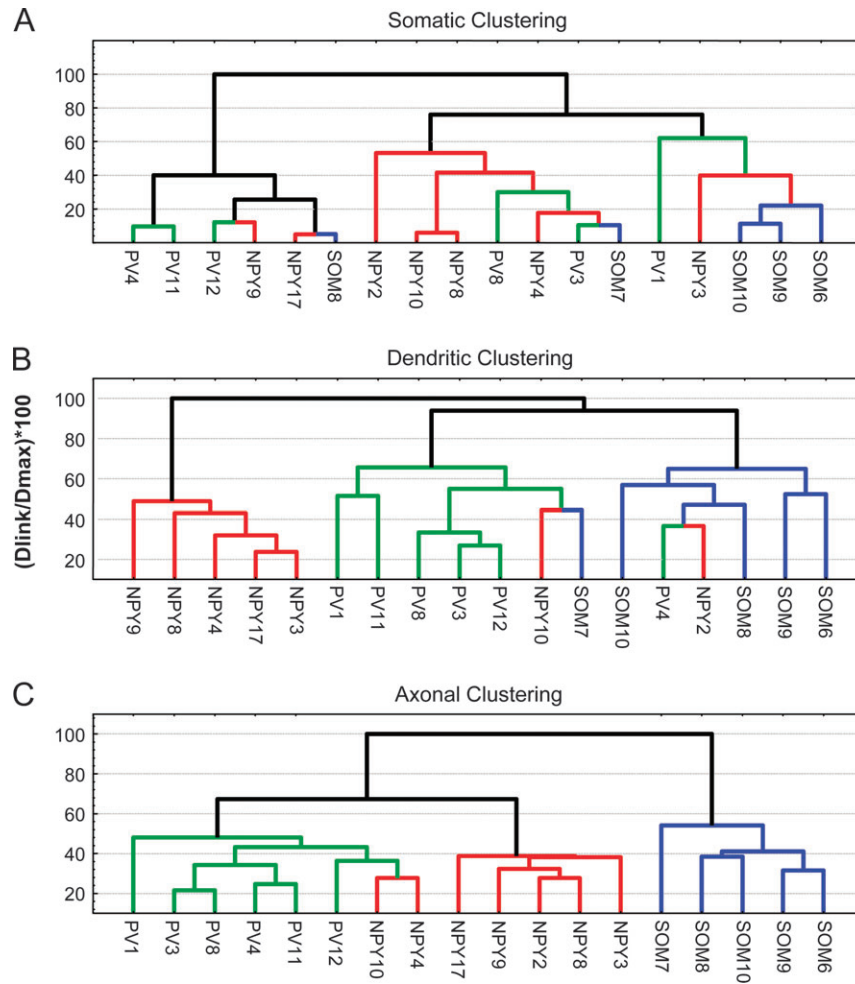 A
Somatic Clustering
100
80
60
40
20
PV4 PV11 PV12 NPY9 NPY17 SOM8 NPY2 NPY10 NPY8 PV8 NPY4 PV3 SOM7 PV1 NPY3 SOM10 SOM9 SOM6
B
Dendritic Clustering
(Dlink/Dmax)*100
100
80
60
40
20
NPY9 NPY8 NPY4 NPY17 NPY3 PV1 PV11 PV8 PV3 PV12 NPY10 SOM7 SOM10 PV4 NPY2 SOM8 SOM9 SOM6
C
Axonal Clustering
100
80
60
40
20
PV1 PV3 PV8 PV4 PV11 PV12 NPY10 NPY4 NPY17 NPY9 NPY2 NPY8 NPY3 SOM7 SOM8 SOM10 SOM9 SOM6